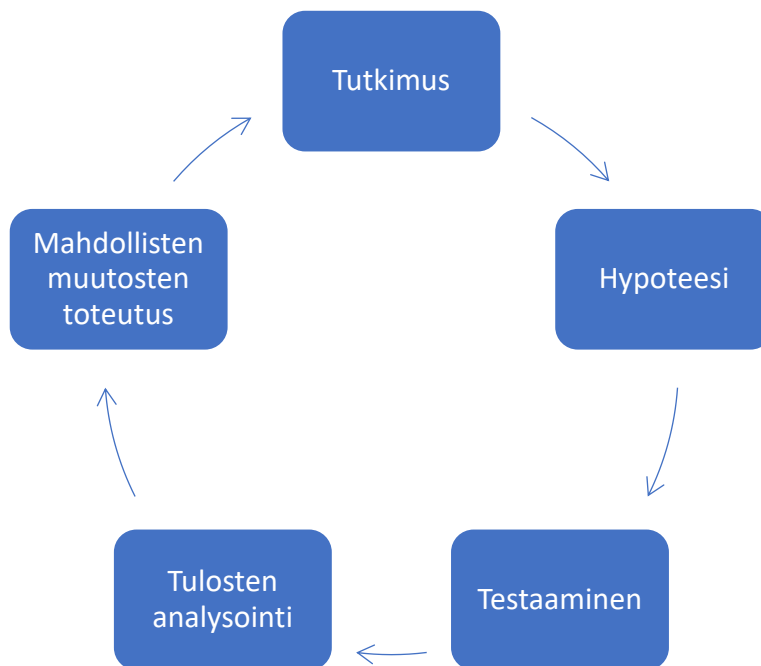 Tutkimus
Hypoteesi
Testaaminen
Tulosten
analysointi
Mahdollisten
muutosten
toteutus